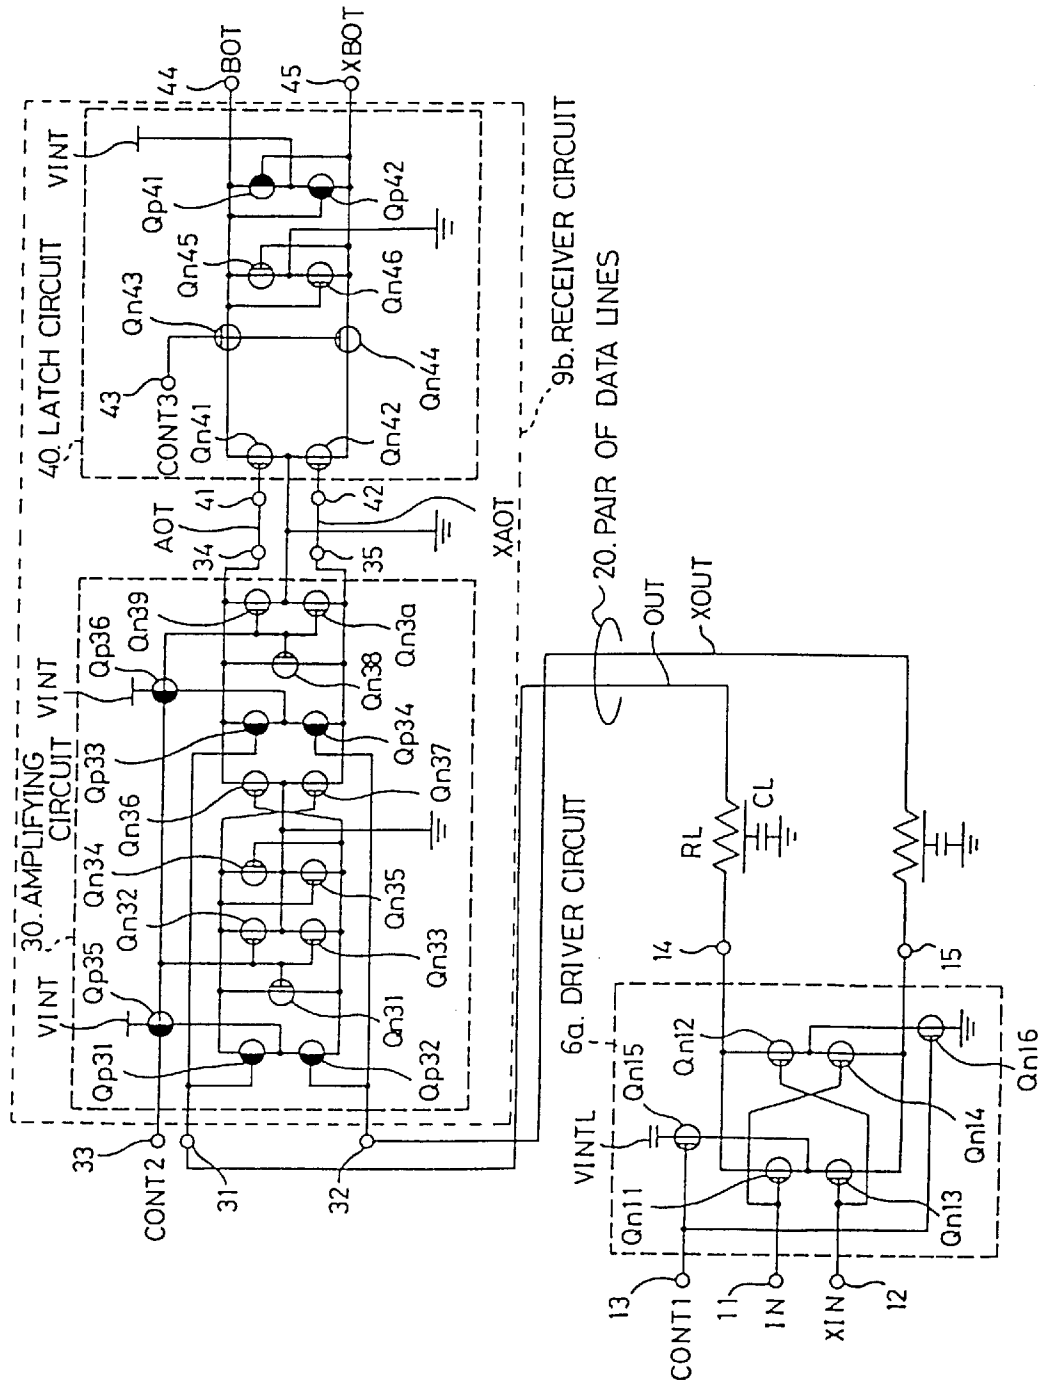 40. LATCH CIRCUIT
VINT
44
BOT
Qp41
Qn45
Qn43
43
CONT3
Qn41
41
AOT
34
45
XBOT
Qp42
Qn46
Qn44
Qn42
42
35
XAOT
9b. RECEIVER CIRCUIT
30. AMPLIFYING
CIRCUIT
VINT
Qp36
Qn39
Qp33
Qn36
Qn34
Qn32
Qp35
VINT
Qp31
33
CONT2
Qn3a
Qn38
Qp34
Qn37
Qn35
Qn33
Qn31
Qp32
31
32
20. PAIR OF DATA LINES
OUT
XOUT
RL
CL
14
15
6a. DRIVER CIRCUIT
Qn12
Qn15
VINTL
Qn11
13
CONT1
11
IN
XIN
12
Qn13
Qn14
Qn16